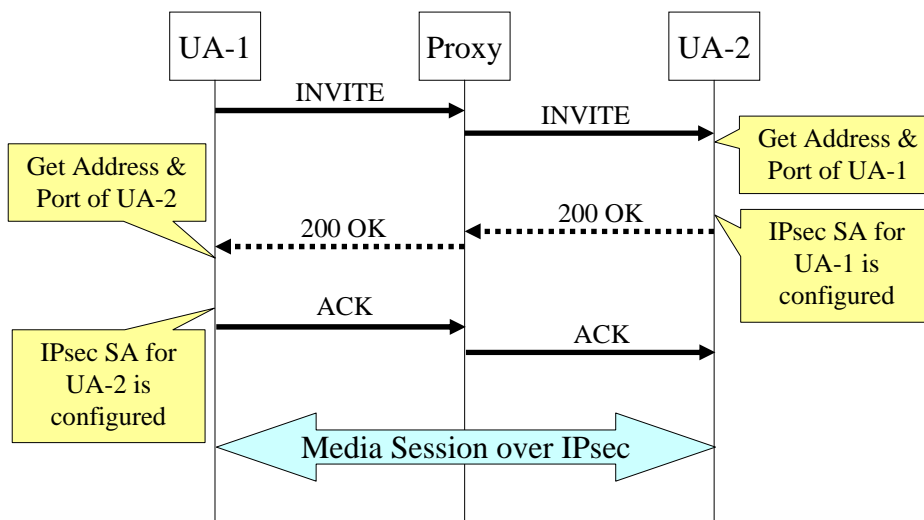 UA-1
Proxy
UA-2
INVITE
INVITE
Get Address &
Port of UA-1
Get Address &
Port of UA-2
200 OK
200 OK
IPsec SA for
UA-1 is
configured
ACK
ACK
IPsec SA for
UA-2 is
configured
Media Session over IPsec